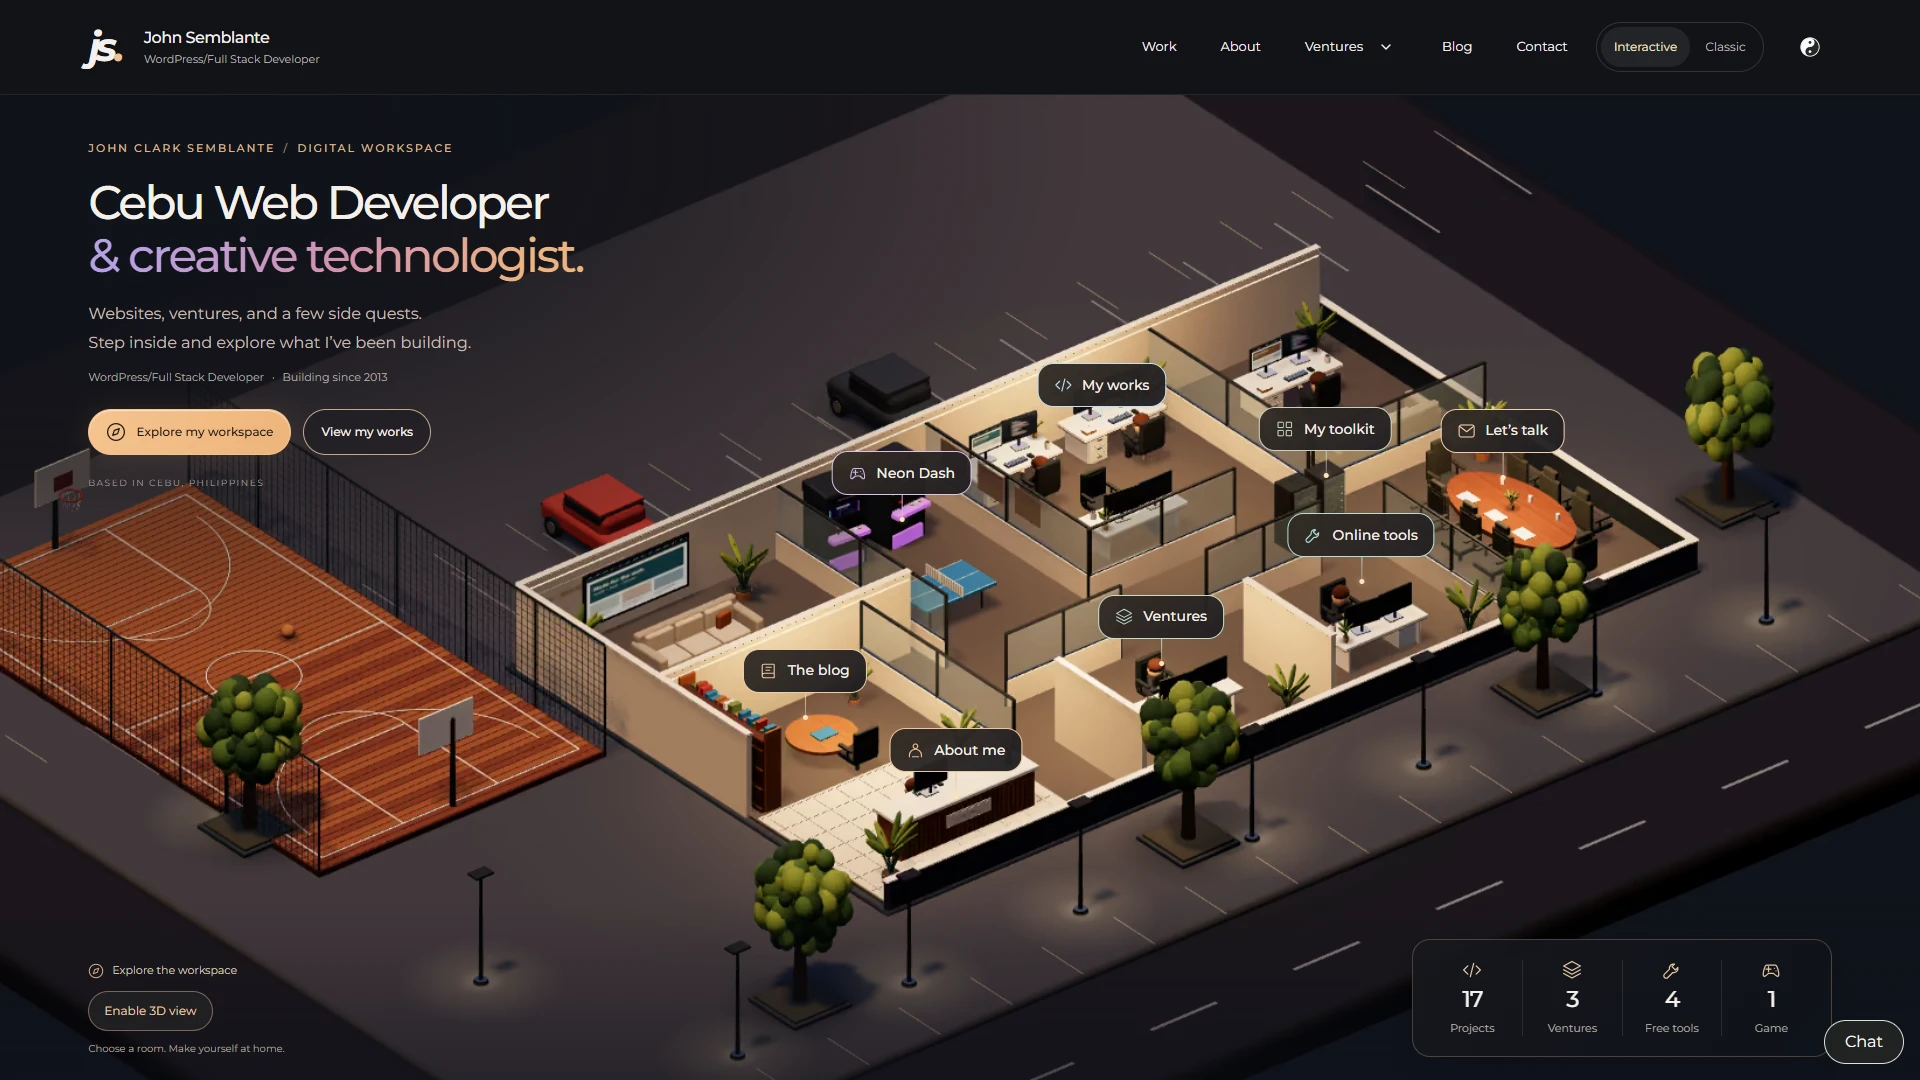 js.
John Semblante
WordPress/Full Stack Developer
Work
About
Ventures
Blog
Contact
Interactive
Classic
JOHN CLARK SEMBLANTE / DIGITAL WORKSPACE
Cebu Web Developer
& creative technologist.
Websites, ventures, and a few side quests.
Step inside and explore what I've been building.
WordPress/Full Stack Developer · Building since 2013
Explore my workspace
View my works
BASED IN CEBU, PHILIPPINES
My works
My toolkit
Let's talk
Neon Dash
Online tools
Ventures
The blog
About me
Explore the workspace
Enable 3D view
Choose a room. Make yourself at home.
17
Projects
3
Ventures
4
Free tools
1
Game
Chat